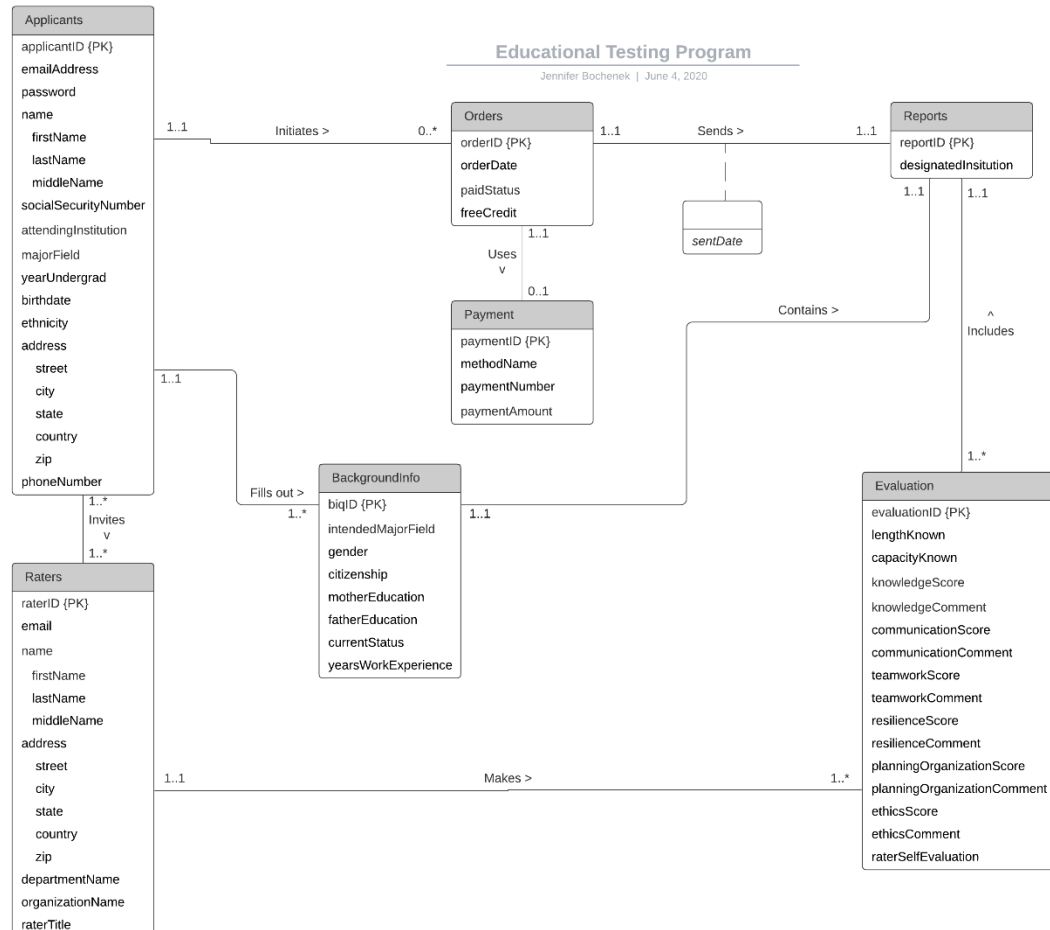 Educational Testing Program
Jennifer Bochenek | June 4, 2020
Applicants
applicantID {PK}
emailAddress
password
name
firstName
lastName
middleName
socialSecurityNumber
attendingInstitution
majorField
yearUndergrad
birthdate
ethnicity
address
street
city
state
country
zip
phoneNumber
1..1
Initiates >
0..*
Orders
orderID {PK}
orderDate
paidStatus
freeCredit
1..1
Sends >
1..1
sentDate
Reports
reportID {PK}
designatedInsitution
1..1
1..1
1..1
Uses
v
0..1
Payment
paymentID {PK}
methodName
paymentNumber
paymentAmount
Contains >
^
Includes
1..*
1..1
Fills out >
1..*
BackgroundInfo
biqID {PK}
intendedMajorField
gender
citizenship
motherEducation
fatherEducation
currentStatus
yearsWorkExperience
1..1
1..*
Invites
v
1..*
Raters
raterID {PK}
email
name
firstName
lastName
middleName
address
street
city
state
country
zip
departmentName
organizationName
raterTitle
1..1
Makes >
1..*
Evaluation
evaluationID {PK}
lengthKnown
capacityKnown
knowledgeScore
knowledgeComment
communicationScore
communicationComment
teamworkScore
teamworkComment
resilienceScore
resilienceComment
planningOrganizationScore
planningOrganizationComment
ethicsScore
ethicsComment
raterSelfEvaluation